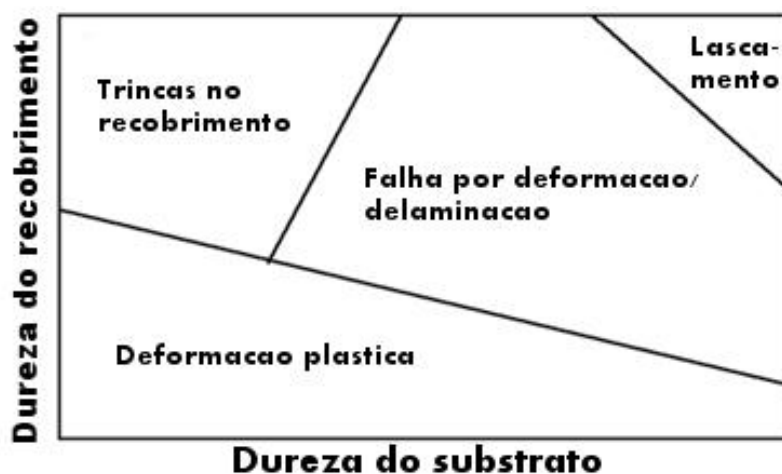 Dureza do recobrimento
Trincas no
recobrimento
Lasca-
mento
Falha por deformacao/
delaminacao
Deformacao plastica
Dureza do substrato